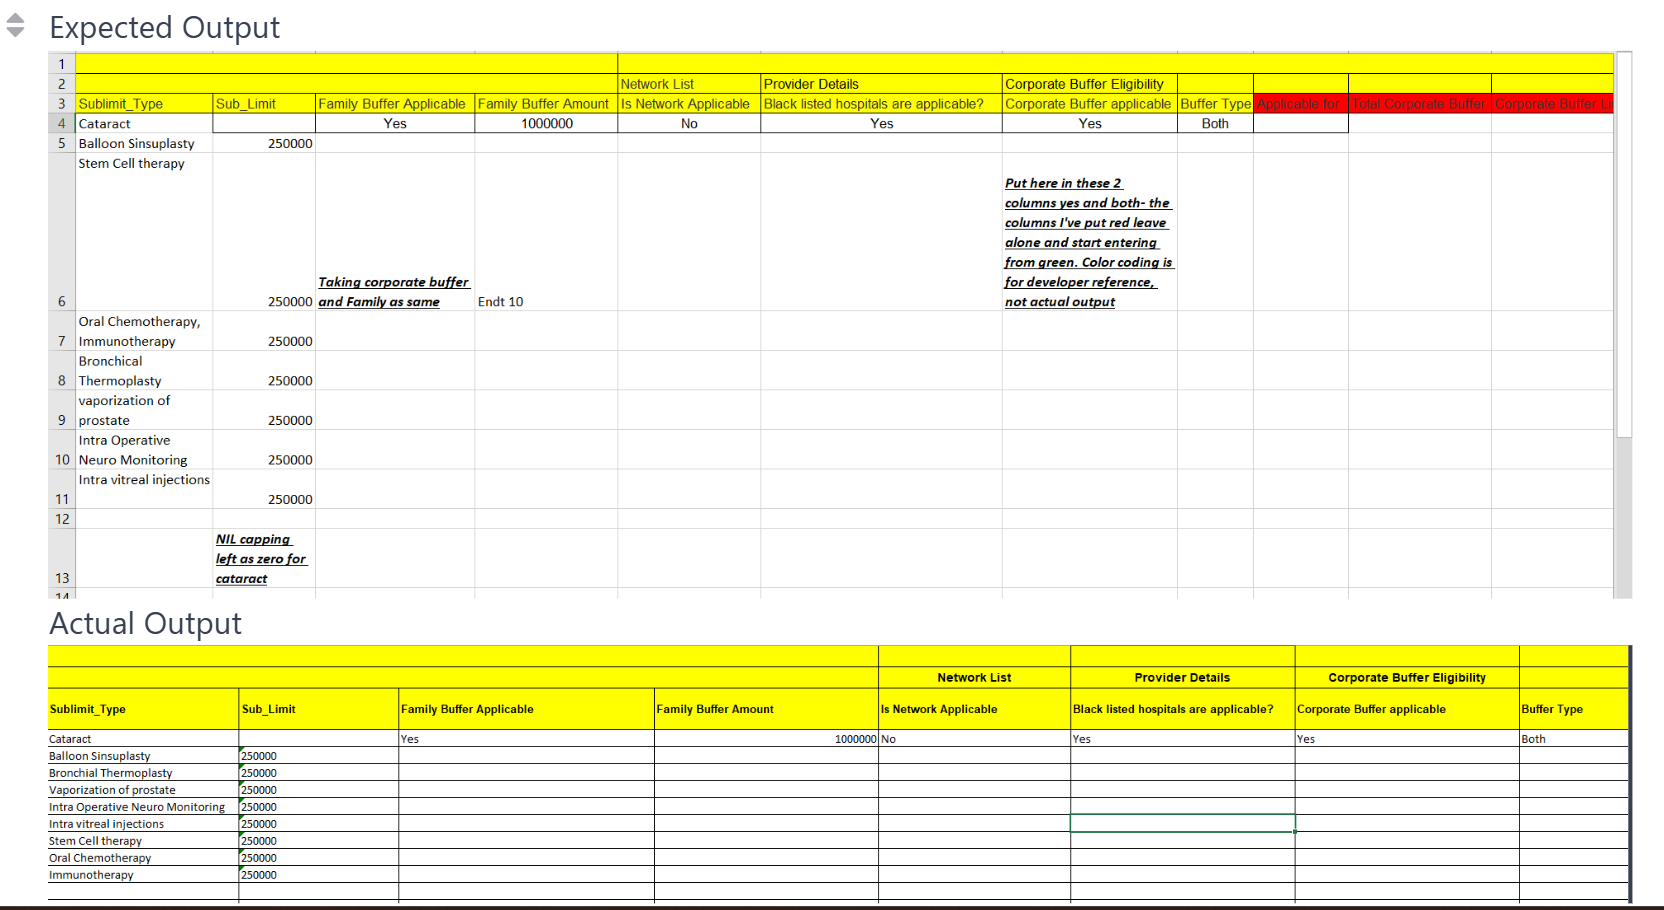 Expected Output
1
2 Network List Provider Details Corporate Buffer Eligibility
3 Sublimit_Type Sub_Limit Family Buffer Applicable Family Buffer Amount Is Network Applicable Black listed hospitals are applicable? Corporate Buffer applicable Buffer Type Applicable for Total Corporate Buffer Corporate Buffer
4 Cataract Yes 1000000 No Yes Yes Both
5 Balloon Sinsuplasty 250000
Stem Cell therapy
Put here in these 2
columns yes and both- the
columns I've put red leave
alone and start entering
from green. Color coding is
Taking corporate buffer for developer reference,
6 250000 and Family as same Endt 10 not actual output
Oral Chemotherapy,
7 Immunotherapy 250000
Bronchical
8 Thermoplasty 250000
vaporization of
9 prostate 250000
Intra Operative
10 Neuro Monitoring 250000
Intra vitreal injections
11 250000
12
NIL capping
left as zero for
13 cataract
14
Actual Output
Network List Provider Details Corporate Buffer Eligibility
Sublimit_Type Sub_Limit Family Buffer Applicable Family Buffer Amount Is Network Applicable Black listed hospitals are applicable? Corporate Buffer applicable Buffer Type
Cataract Yes 1000000 No Yes Yes Both
Balloon Sinsuplasty 250000
Bronchial Thermoplasty 250000
Vaporization of prostate 250000
Intra Operative Neuro Monitoring 250000
Intra vitreal injections 250000
Stem Cell therapy 250000
Oral Chemotherapy 250000
Immunotherapy 250000